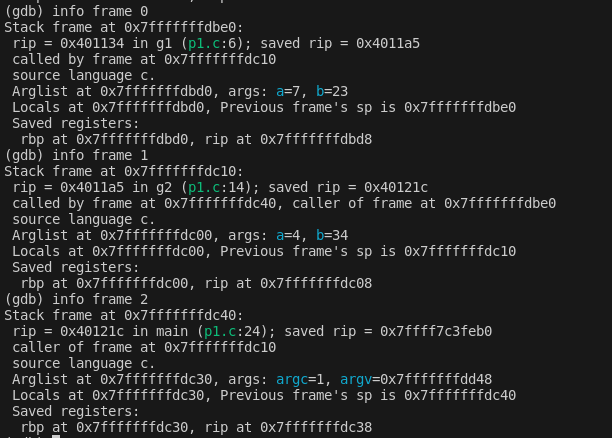 (gdb) info frame 0
Stack frame at 0x7fffffffdbe0:
 rip = 0x401134 in g1 (p1.c:6); saved rip = 0x4011a5
 called by frame at 0x7fffffffdc10
 source language c.
 Arglist at 0x7fffffffdbd0, args: a=7, b=23
 Locals at 0x7fffffffdbd0, Previous frame's sp is 0x7fffffffdbe0
 Saved registers:
  rbp at 0x7fffffffdbd0, rip at 0x7fffffffdbd8
(gdb) info frame 1
Stack frame at 0x7fffffffdc10:
 rip = 0x4011a5 in g2 (p1.c:14); saved rip = 0x40121c
 called by frame at 0x7fffffffdc40, caller of frame at 0x7fffffffdbe0
 source language c.
 Arglist at 0x7fffffffdc00, args: a=4, b=34
 Locals at 0x7fffffffdc00, Previous frame's sp is 0x7fffffffdc10
 Saved registers:
  rbp at 0x7fffffffdc00, rip at 0x7fffffffdc08
(gdb) info frame 2
Stack frame at 0x7fffffffdc40:
 rip = 0x40121c in main (p1.c:24); saved rip = 0x7ffff7c3feb0
 caller of frame at 0x7fffffffdc10
 source language c.
 Arglist at 0x7fffffffdc30, args: argc=1, argv=0x7fffffffdd48
 Locals at 0x7fffffffdc30, Previous frame's sp is 0x7fffffffdc40
 Saved registers:
  rbp at 0x7fffffffdc30, rip at 0x7fffffffdc38